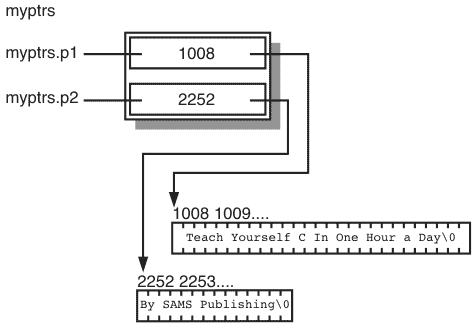 myptrs
myptrs.p1
1008
myptrs.p2
2252
1008 1009....
Teach Yourself C In One Hour a Day\0
2252 2253....
By SAMS Publishing\0